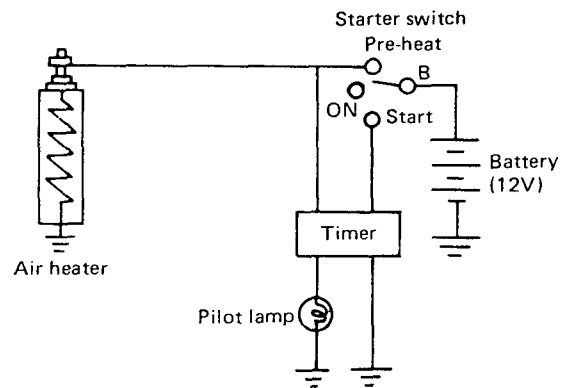 Starter switch
Pre-heat
B
ON
Start
Battery
(12V)
Timer
Air heater
Pilot lamp